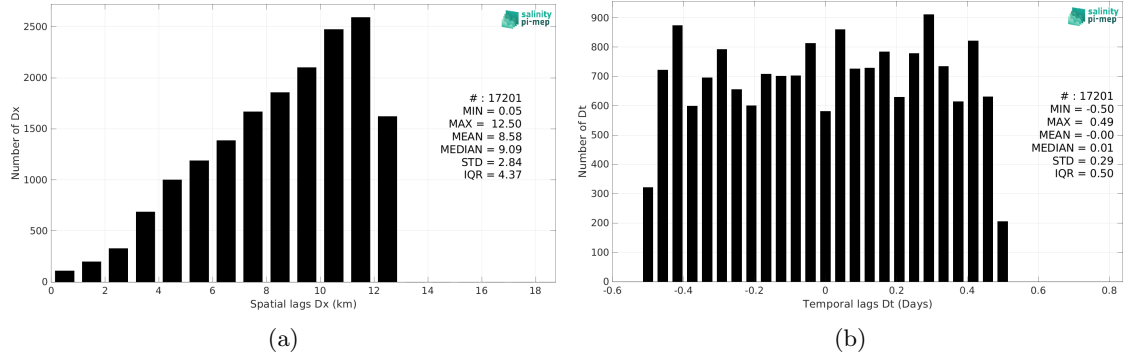 salinity
pi-mep
2500
2000
1500
1000
500
0
Number of Dx
# : 17201
MIN = 0.05
MAX = 12.50
MEAN = 8.58
MEDIAN = 9.09
STD = 2.84
IQR = 4.37
0 2 4 6 8 10 12 14 16 18
Spatial lags Dx (km)
(a)
salinity
pi-mep
900
800
700
600
500
400
300
200
100
0
Number of Dt
# : 17201
MIN = -0.50
MAX = 0.49
MEAN = -0.00
MEDIAN = 0.01
STD = 0.29
IQR = 0.50
-0.6 -0.4 -0.2 0 0.2 0.4 0.6 0.8
Temporal lags Dt (Days)
(b)